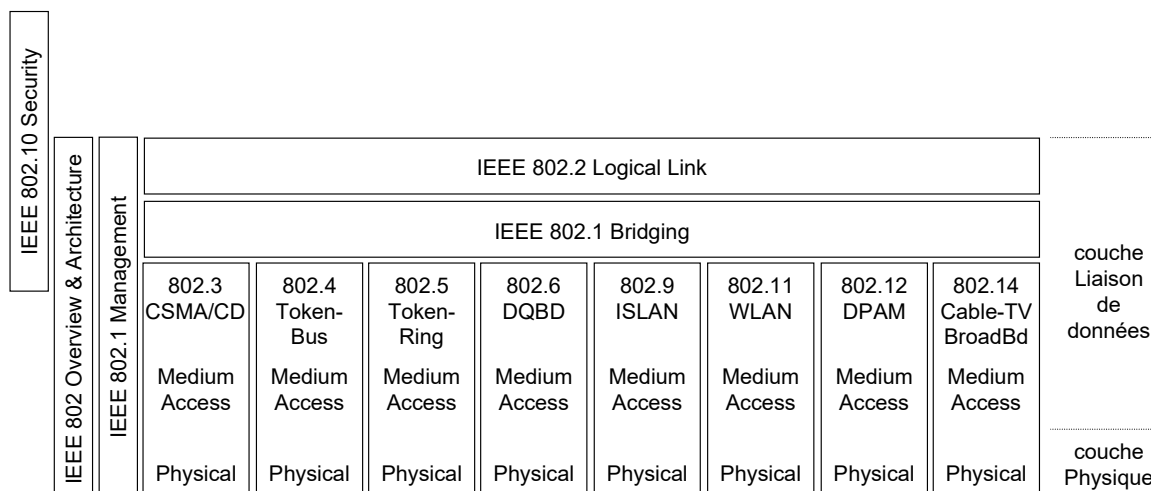 IEEE 802.10 Security
IEEE 802 Overview & Architecture
IEEE 802.1 Management
IEEE 802.2 Logical Link
IEEE 802.1 Bridging
802.3
CSMA/CD
Medium
Access
Physical
802.4
Token-
Bus
Medium
Access
Physical
802.5
Token-
Ring
Medium
Access
Physical
802.6
DQBD
Medium
Access
Physical
802.9
ISLAN
Medium
Access
Physical
802.11
WLAN
Medium
Access
Physical
802.12
DPAM
Medium
Access
Physical
802.14
Cable-TV
BroadBd
Medium
Access
Physical
couche
Liaison
de
données
couche
Physique